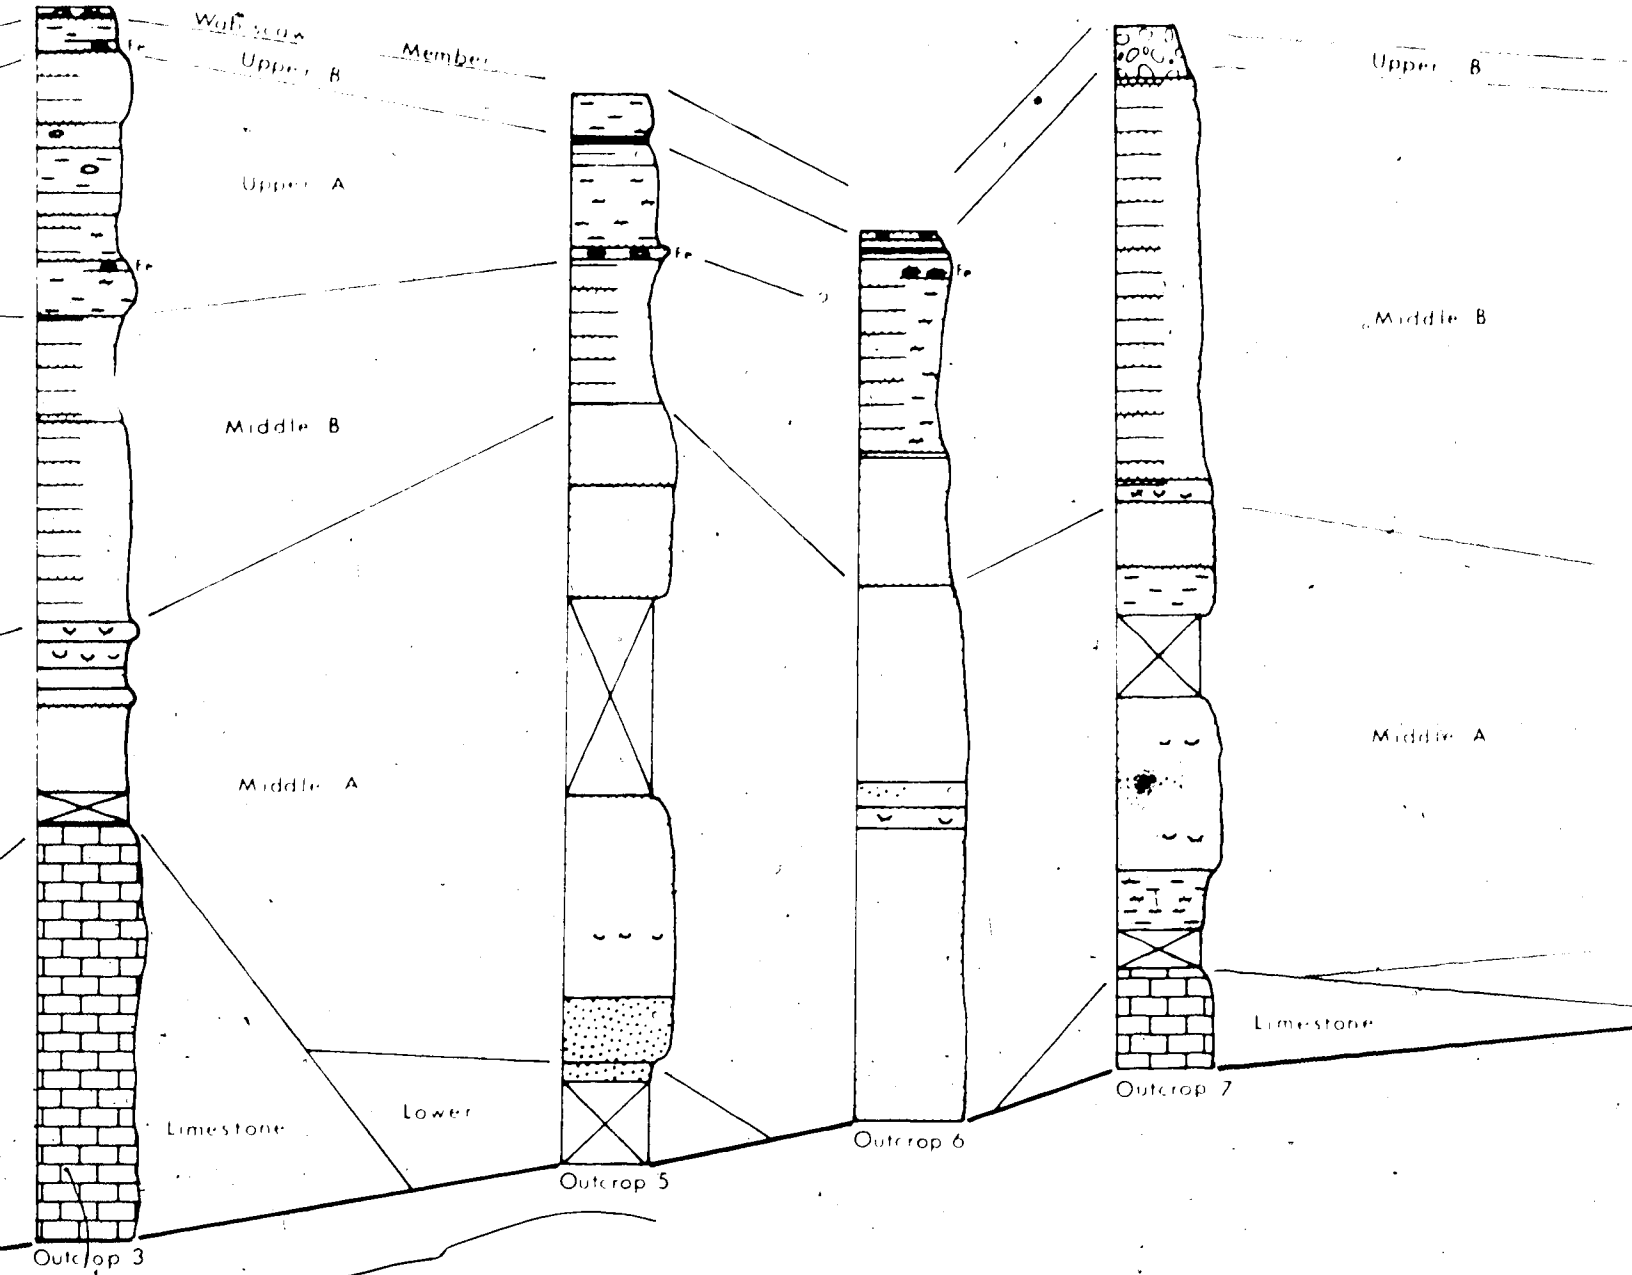 Wabiscaw Member
Fe
Upper B
Upper B
Upper A
Fe
Fe
Fe
Middle B
Middle B
Middle A
Middle A
Limestone
Lower
Limestone
Outcrop 7
Outcrop 6
Outcrop 5
Outcrop 3